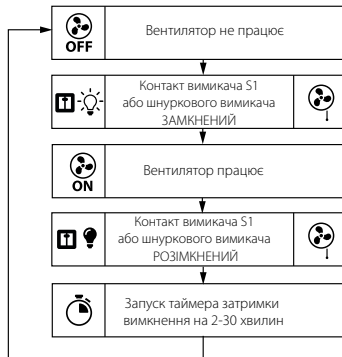 OFF
Вентилятор не працює
Контакт вимикача S1
або шнуркового вимикача
ЗАМКНЕНИЙ
ON
Вентилятор працює
Контакт вимикача S1
або шнуркового вимикача
РОЗІМКНЕНИЙ
Запуск таймера затримки
вимкнення на 2-30 хвилин